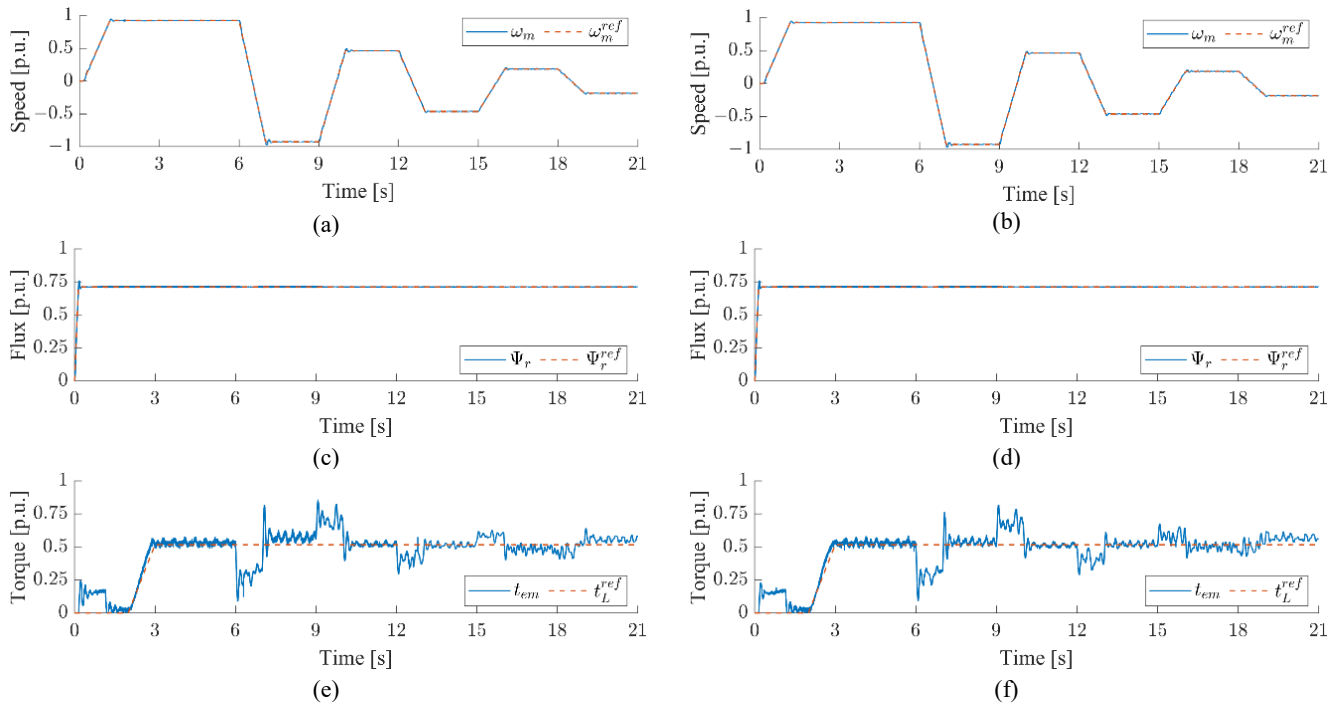 1
0.5
0
−0.5
−1
Speed [p.u.]
ω_m ω_m^{ref}
0 3 6 9 12 15 18 21
Time [s]
(a)
1
0.5
0
−0.5
−1
Speed [p.u.]
ω_m ω_m^{ref}
0 3 6 9 12 15 18 21
Time [s]
(b)
1
0.75
0.5
0.25
0
Flux [p.u.]
Ψ_r Ψ_r^{ref}
0 3 6 9 12 15 18 21
Time [s]
(c)
1
0.75
0.5
0.25
0
Flux [p.u.]
Ψ_r Ψ_r^{ref}
0 3 6 9 12 15 18 21
Time [s]
(d)
1
0.75
0.5
0.25
0
Torque [p.u.]
t_{em} t_L^{ref}
0 3 6 9 12 15 18 21
Time [s]
(e)
1
0.75
0.5
0.25
0
Torque [p.u.]
t_{em} t_L^{ref}
0 3 6 9 12 15 18 21
Time [s]
(f)